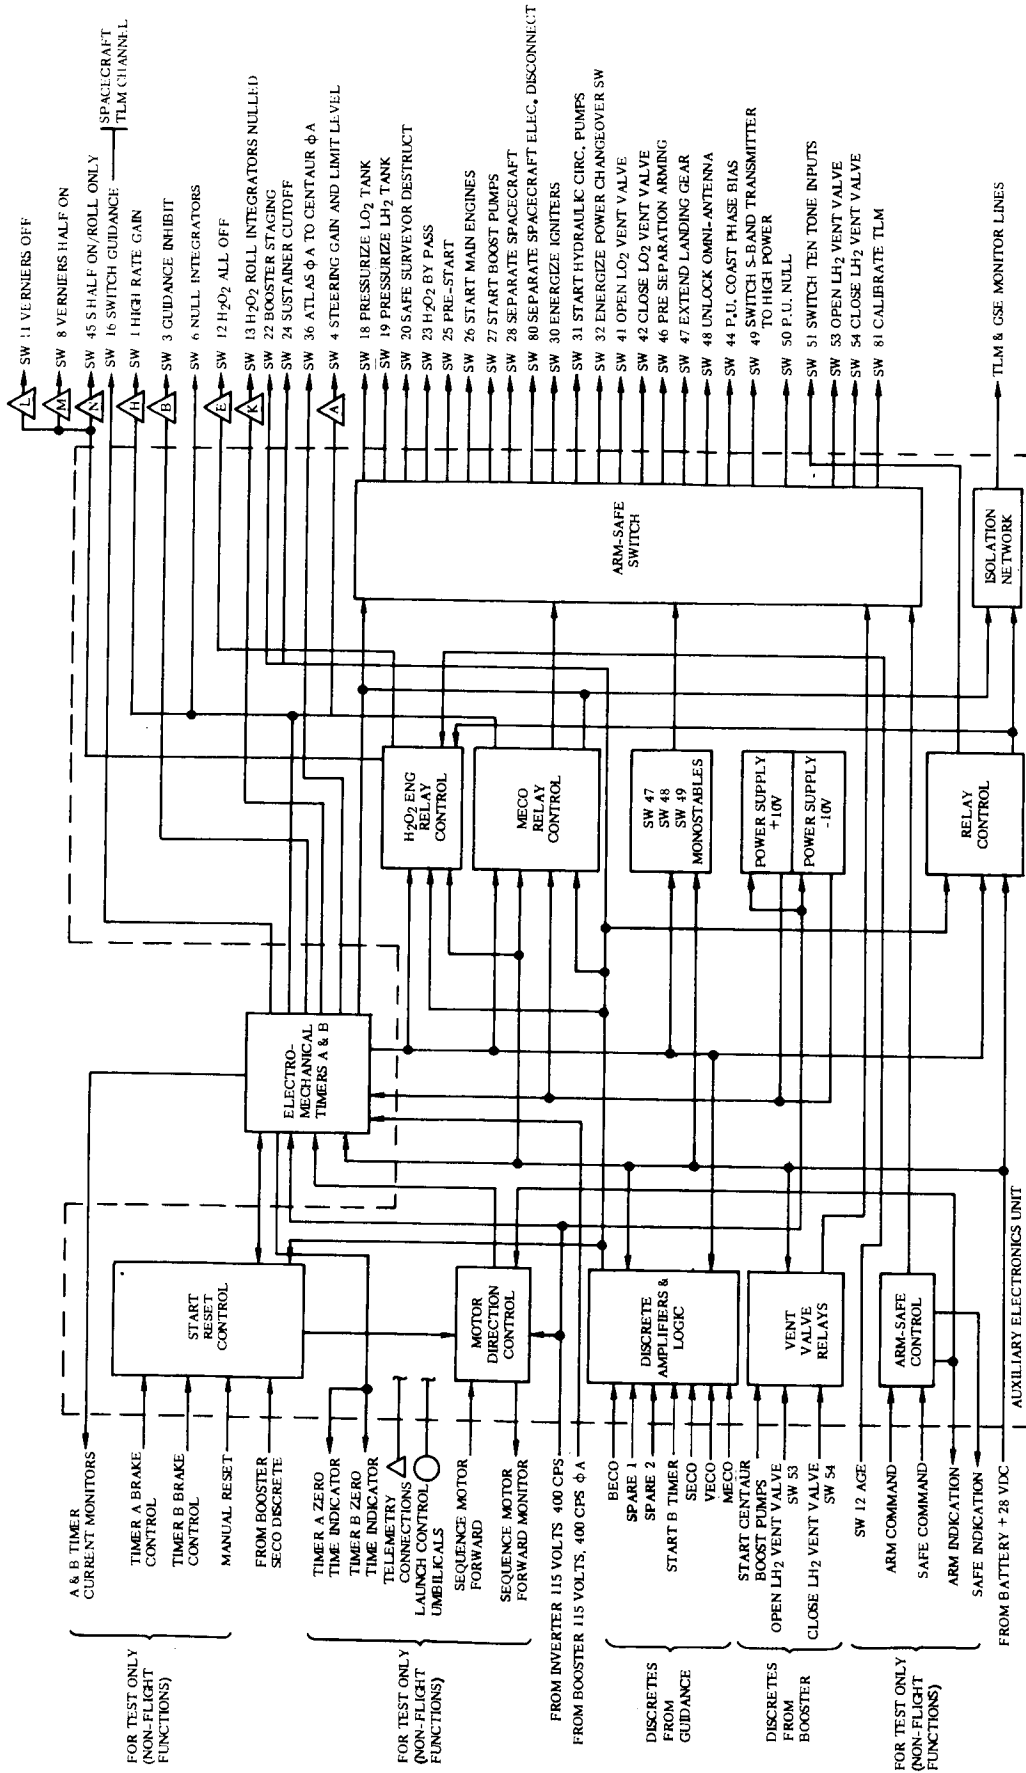 SW 11 VERNIERS OFF
SW 8 VERNIERS HALF ON
SW 45 S HALF ON/ROLL ONLY
SW 16 SWITCH GUIDANCE
SPACECRAFT
TLM CHANNEL
SW 1 HIGH RATE GAIN
SW 3 GUIDANCE INHIBIT
SW 6 NULL INTEGRATORS
SW 12 H2O2 ALL OFF
SW 13 H2O2 ROLL INTEGRATORS NULLED
SW 22 BOOSTER STAGING
SW 24 SUSTAINER CUTOFF
SW 36 ATLAS ϕ A TO CENTAUR ϕ A
SW 4 STEERING GAIN AND LIMIT LEVEL
SW 18 PRESSURIZE LO2 TANK
SW 19 PRESSURIZE LH2 TANK
SW 20 SAFE SURVEYOR DESTRUCT
SW 23 H2O2 BY PASS
SW 25 PRE-START
SW 26 START MAIN ENGINES
SW 27 START BOOST PUMPS
SW 28 SEPARATE SPACECRAFT
SW 80 SEPARATE SPACECRAFT ELEC. DISCONNECT
SW 30 ENERGIZE IGNITERS
SW 31 START HYDRAULIC CIRC. PUMPS
SW 32 ENERGIZE POWER CHANGEOVER SW
SW 41 OPEN LO2 VENT VALVE
SW 42 CLOSE LO2 VENT VALVE
SW 46 PRE SEPARATION ARMING
SW 47 EXTEND LANDING GEAR
SW 48 UNLOCK OMNI-ANTENNA
SW 44 P.U. COAST PHASE BIAS
SW 49 SWITCH S-BAND TRANSMITTER
TO HIGH POWER
SW 50 P.U. NULL
SW 51 SWITCH TEN TONE INPUTS
SW 53 OPEN LH2 VENT VALVE
SW 54 CLOSE LH2 VENT VALVE
SW 81 CALIBRATE TLM
TLM & GSE MONITOR LINES
L
M
N
H
B
E
K
A
ARM-SAFE
SWITCH
ISOLATION
NETWORK
H2O2 ENG
RELAY
CONTROL
MECO
RELAY
CONTROL
SW 47
SW 48
SW 49
MONOSTABLES
POWER SUPPLY
+10V
POWER SUPPLY
-10V
RELAY
CONTROL
ELECTRO-
MECHANICAL
TIMERS A & B
START
RESET
CONTROL
MOTOR
DIRECTION
CONTROL
DISCRETE
AMPLIFIERS &
LOGIC
VENT
VALVE
RELAYS
ARM-SAFE
CONTROL
AUXILIARY ELECTRONICS UNIT
A & B TIMER
CURRENT MONITORS
TIMER A BRAKE
CONTROL
TIMER B BRAKE
CONTROL
MANUAL RESET
FROM BOOSTER
SECO DISCRETE
TIMER A ZERO
TIME INDICATOR
TIMER B ZERO
TIME INDICATOR
TELEMETRY
CONNECTIONS
LAUNCH CONTROL
UMBILICALS
SEQUENCE MOTOR
FORWARD
SEQUENCE MOTOR
FORWARD MONITOR
FROM INVERTER 115 VOLTS 400 CPS
FROM BOOSTER 115 VOLTS, 400 CPS ϕ A
BECO
SPARE 1
SPARE 2
START B TIMER
SECO
VECO
MECO
START CENTAUR
BOOST PUMPS
OPEN LH2 VENT VALVE
SW 53
CLOSE LH2 VENT VALVE
SW 54
SW 12 AGE
ARM COMMAND
SAFE COMMAND
ARM INDICATION
SAFE INDICATION
FROM BATTERY + 28 VDC
FOR TEST ONLY
(NON-FLIGHT
FUNCTIONS)
FOR TEST ONLY
(NON-FLIGHT
FUNCTIONS)
DISCRETES
FROM
GUIDANCE
DISCRETES
FROM
BOOSTER
FOR TEST ONLY
(NON-FLIGHT
FUNCTIONS)